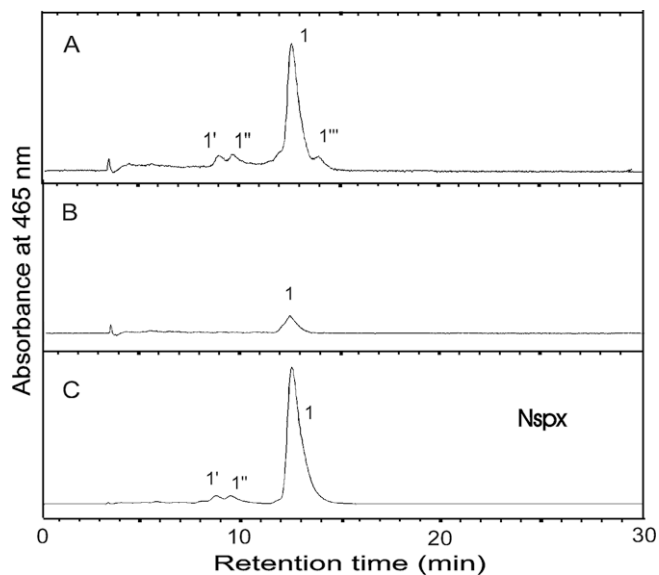 Absorbance at 465 nm
A
1
1'
1"
1'"
B
1
C
1
1'
1"
Nspx
0
10
20
30
Retention time (min)